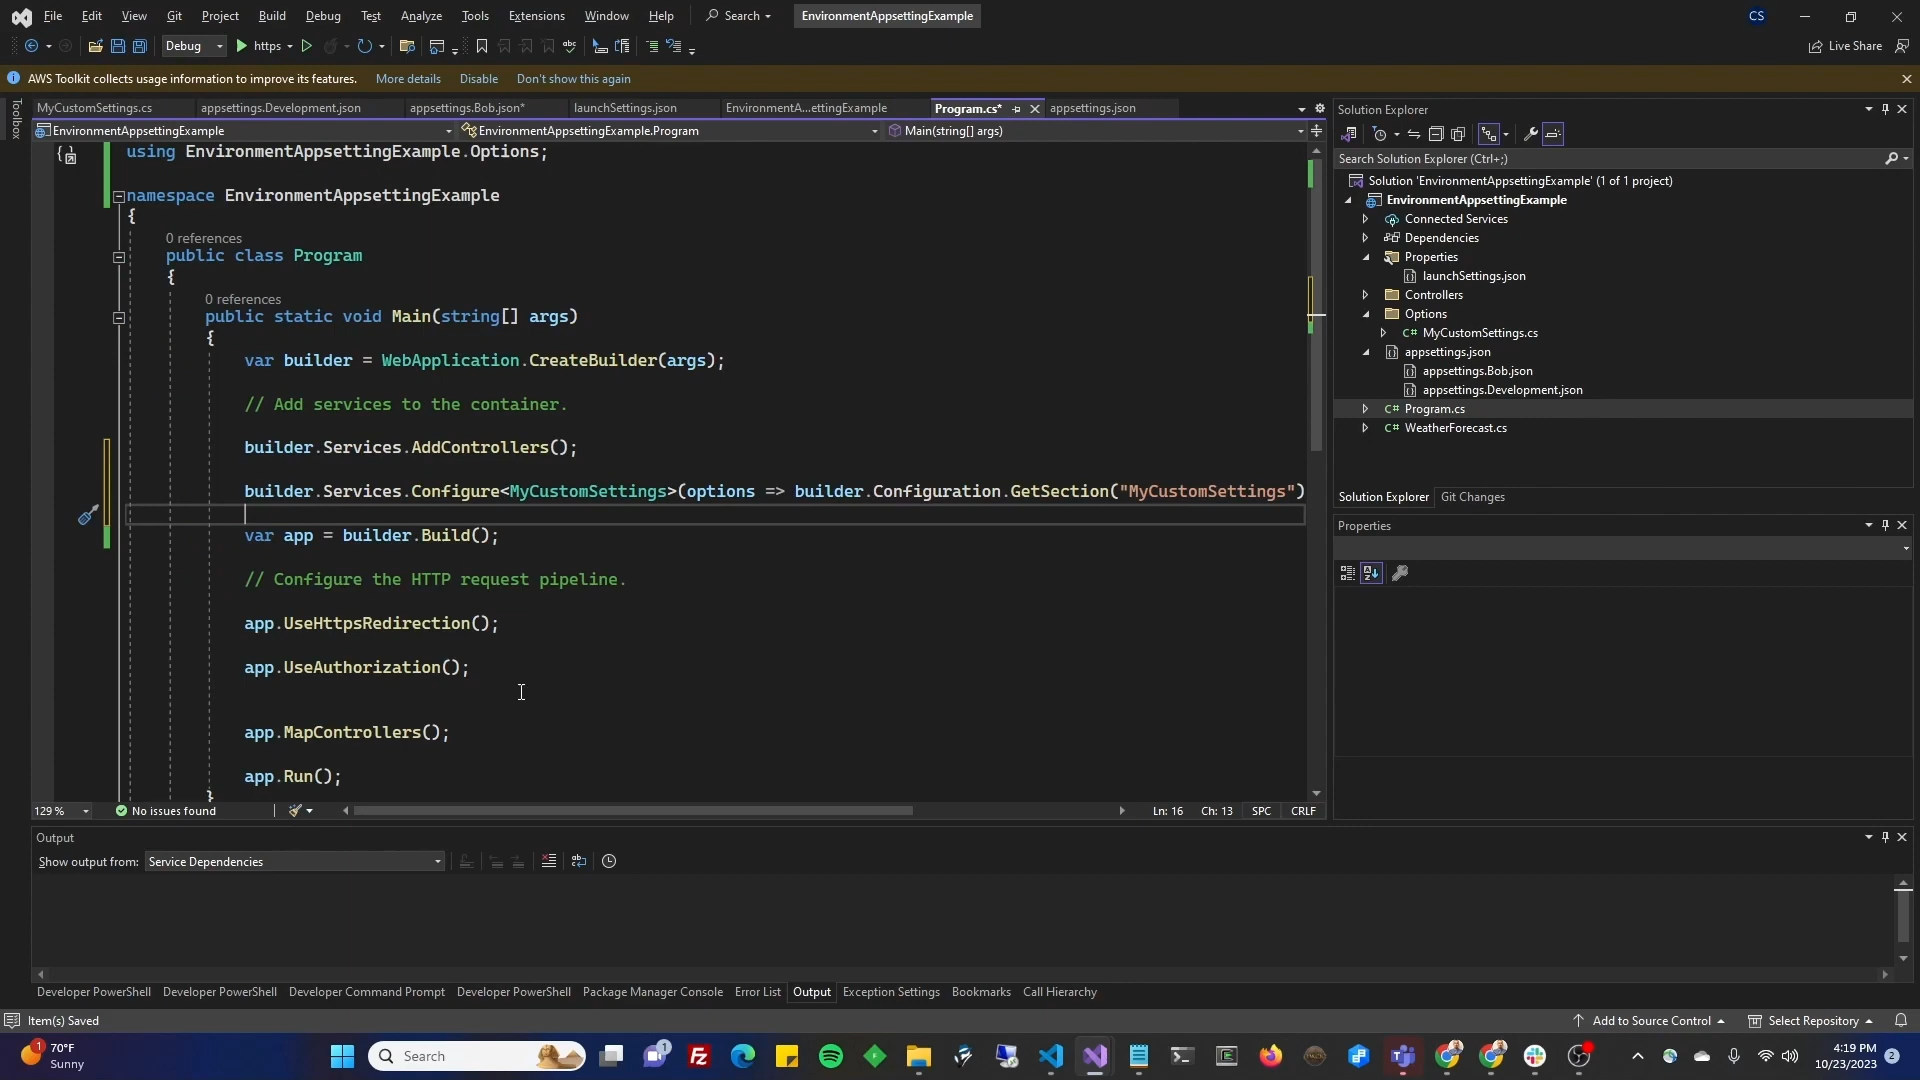 File Edit View Git Project Build Debug Test Analyze Tools Extensions Window Help Search EnvironmentAppsettingExample CS
Debug https Live Share
AWS Toolkit collects usage information to improve its features. More details Disable Don't show this again
Toolbox
MyCustomSettings.cs appsettings.Development.json appsettings.Bob.json* launchSettings.json EnvironmentA...ettingExample Program.cs* appsettings.json
EnvironmentAppsettingExample EnvironmentAppsettingExample.Program Main(string[] args)
using EnvironmentAppsettingExample.Options;
namespace EnvironmentAppsettingExample
{
0 references
public class Program
{
0 references
public static void Main(string[] args)
{
var builder = WebApplication.CreateBuilder(args);
// Add services to the container.
builder.Services.AddControllers();
builder.Services.Configure<MyCustomSettings>(options => builder.Configuration.GetSection("MyCustomSettings")
var app = builder.Build();
// Configure the HTTP request pipeline.
app.UseHttpsRedirection();
app.UseAuthorization();
app.MapControllers();
app.Run();
}
129 % No issues found Ln: 16 Ch: 13 SPC CRLF
Solution Explorer
Search Solution Explorer (Ctrl+;)
Solution 'EnvironmentAppsettingExample' (1 of 1 project)
EnvironmentAppsettingExample
Connected Services
Dependencies
Properties
launchSettings.json
Controllers
Options
C# MyCustomSettings.cs
appsettings.json
appsettings.Bob.json
appsettings.Development.json
C# Program.cs
C# WeatherForecast.cs
Solution Explorer Git Changes
Properties
Output
Show output from: Service Dependencies
Developer PowerShell Developer PowerShell Developer Command Prompt Developer PowerShell Package Manager Console Error List Output Exception Settings Bookmarks Call Hierarchy
Item(s) Saved Add to Source Control Select Repository
1 70°F
Sunny
Search
1
4:19 PM
10/23/2023
2